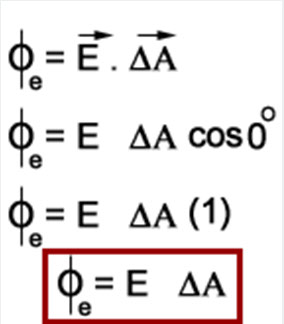 ϕₑ = E⃗ . ΔA⃗
ϕₑ = E ΔA cos0°
ϕₑ = E ΔA (1)
ϕₑ = E ΔA